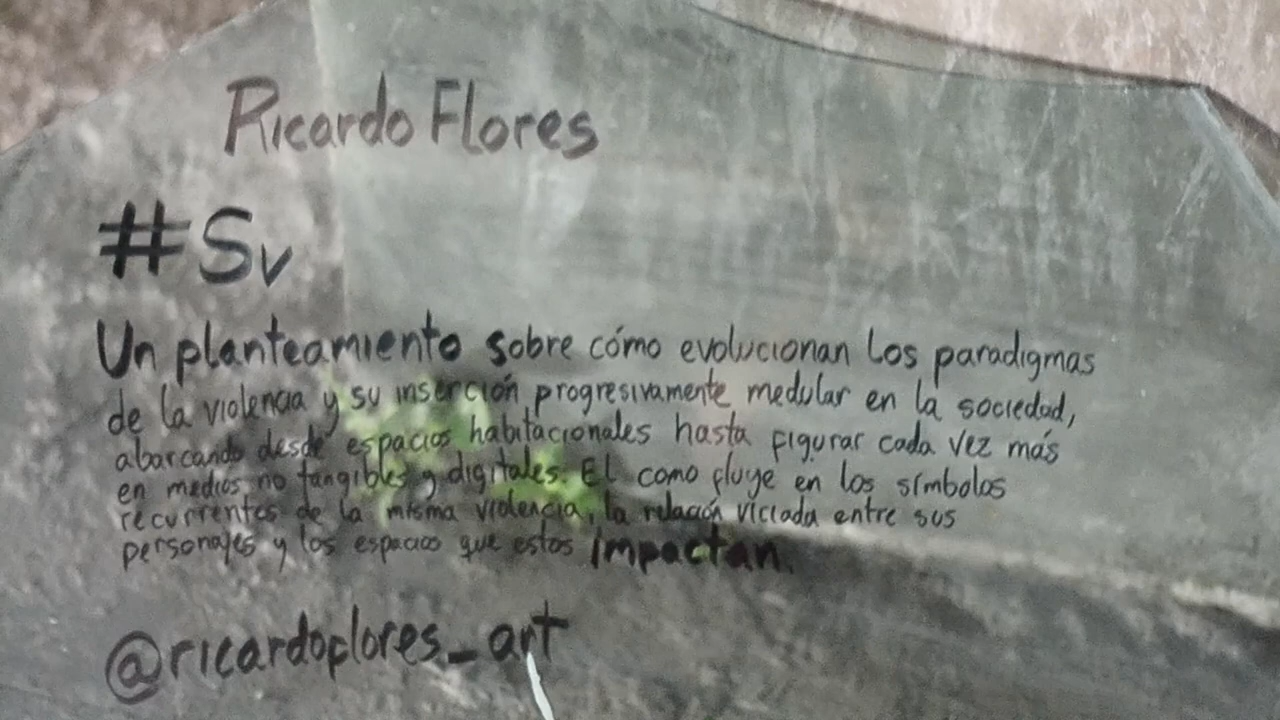 Ricardo Flores
#Sv
Un planteamiento sobre cómo evolucionan los paradigmas
de la violencia y su inserción progresivamente medular en la sociedad,
abarcando desde espacios habitacionales hasta figurar cada vez más
en medios no tangibles y digitales. El como fluye en los símbolos
recurrentes de la misma violencia, la relación viciada entre sus
personajes y los espacios que estos impactan.
@ricardoflores_art